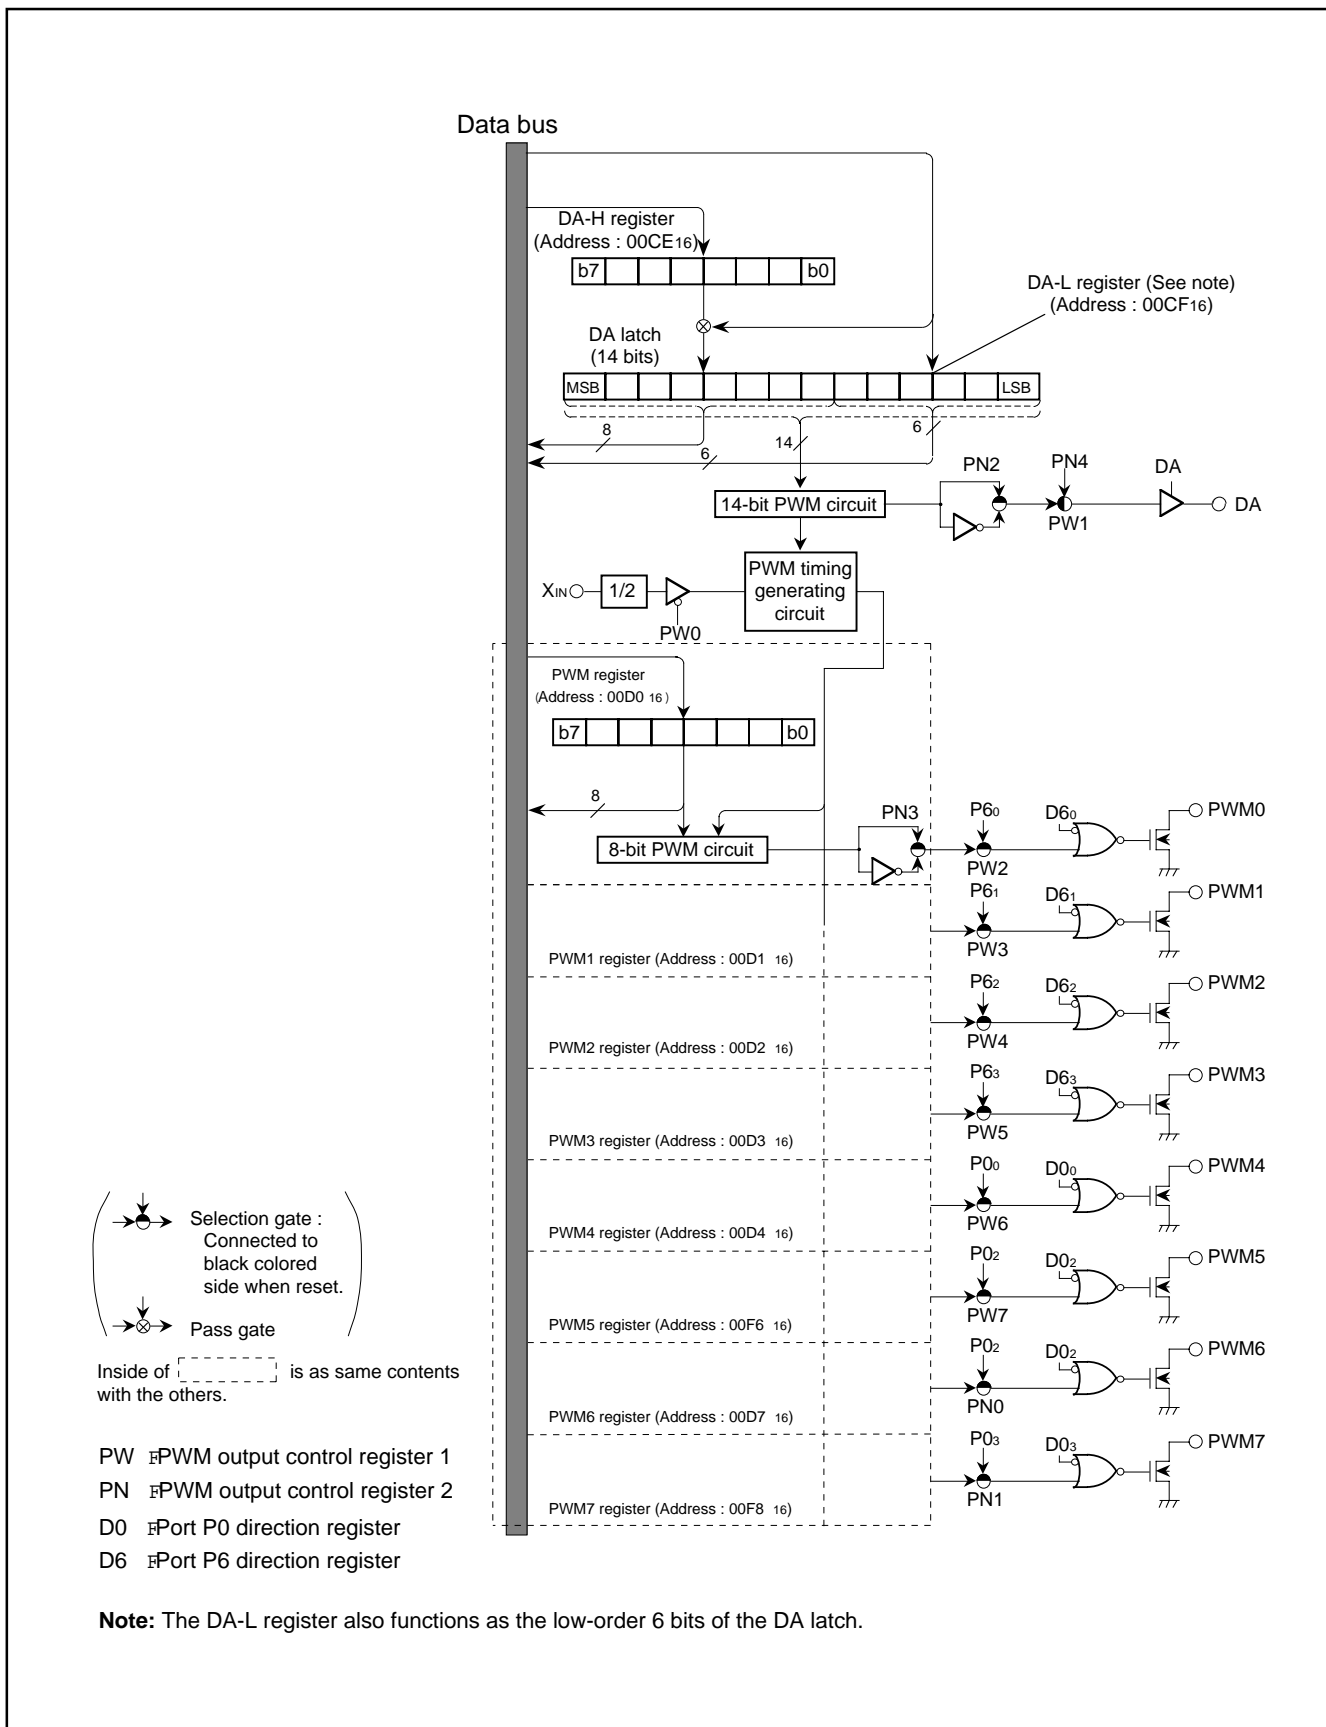 Data bus
DA-H register
(Address : 00CE16)
b7 b0
DA-L register (See note)
(Address : 00CF16)
DA latch
(14 bits)
MSB LSB
8
14
6
6
PN2
PN4
DA
14-bit PWM circuit
PW1
DA
XIN
1/2
PW0
PWM timing
generating
circuit
PWM register
(Address : 00D0 16 )
b7 b0
8
8-bit PWM circuit
PN3
P60
PW2
D60
PWM0
P61
PW3
D61
PWM1
PWM1 register (Address : 00D1 16)
P62
PW4
D62
PWM2
PWM2 register (Address : 00D2 16)
P63
PW5
D63
PWM3
PWM3 register (Address : 00D3 16)
P00
PW6
D00
PWM4
PWM4 register (Address : 00D4 16)
P02
PW7
D02
PWM5
PWM5 register (Address : 00F6 16)
P02
PN0
D02
PWM6
PWM6 register (Address : 00D7 16)
P03
PN1
D03
PWM7
PWM7 register (Address : 00F8 16)
Selection gate :
Connected to
black colored
side when reset.
Pass gate
Inside of is as same contents
with the others.
PW FPWM output control register 1
PN FPWM output control register 2
D0 FPort P0 direction register
D6 FPort P6 direction register
Note: The DA-L register also functions as the low-order 6 bits of the DA latch.